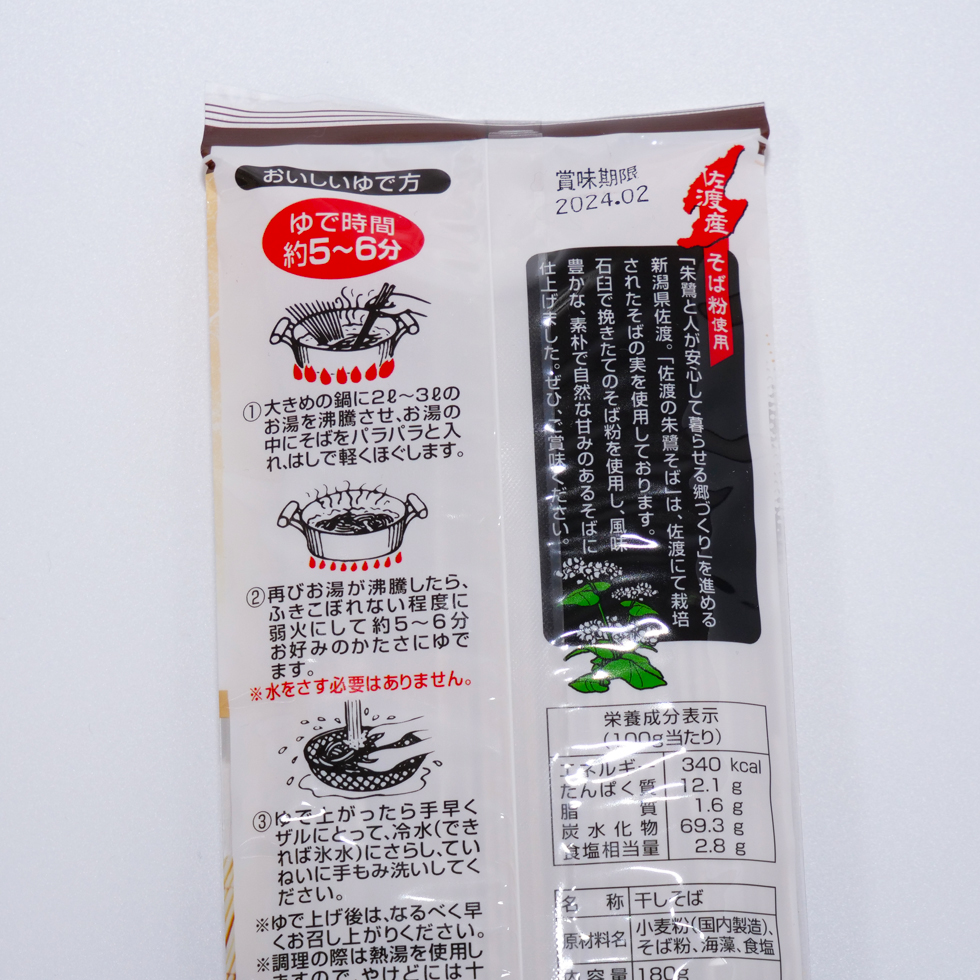 おいしいゆで方
ゆで時間
約5〜6分
①大きめの鍋に2ℓ〜3ℓの
お湯を沸騰させ、お湯の
中にそばをパラパラと入
れ、はしで軽くほぐします。
②再びお湯が沸騰したら、
ふきこぼれない程度に
弱火にして約5〜6分
お好みのかたさにゆで
ます。
※水をさす必要はありません。
③ゆで上がったら手早く
ザルにとって、冷水(でき
れば氷水)にさらし、てい
ねいに手もみ洗いしてく
ださい。
※ゆで上げ後は、なるべく早
くお召し上がりください。
※調理の際は熱湯を使用し
ますので、やけどには十
賞味期限
2024.02
佐渡産
そば粉使用
「朱鷺と人が安心して暮らせる郷づくり」を進める
新潟県佐渡。「佐渡の朱鷺そば」は、佐渡にて栽培
されたそばの実を使用しております。
石臼で挽きたてのそば粉を使用し、風味
豊かな、素朴で自然な甘みのあるそばに
仕上げました。ぜひ、ご賞味ください。
栄養成分表示
(100g当たり)
エネルギー 340 kcal
たんぱく質 12.1 g
脂質 1.6 g
炭水化物 69.3 g
食塩相当量 2.8 g
名称 干しそば
原材料名 小麦粉(国内製造)、
そば粉、海藻、食塩
内容量 180g